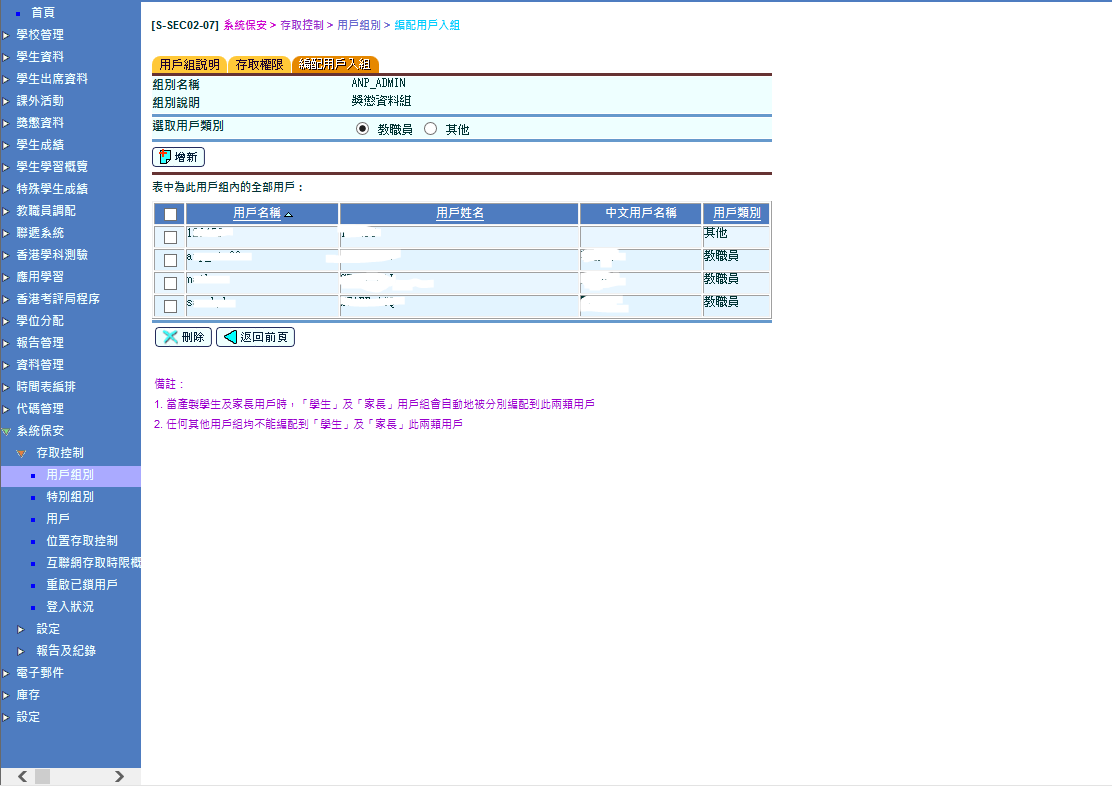 首頁
學校管理
學生資料
學生出席資料
課外活動
獎懲資料
學生成績
學生學習概覽
特殊學生成績
教職員調配
聯遞系統
香港學科測驗
應用學習
香港考評局程序
學位分配
報告管理
資料管理
時間表編排
代碼管理
系統保安
存取控制
用戶組別
特別組別
用戶
位置存取控制
互聯網存取時限概
重啟已鎖用戶
登入狀況
設定
報告及紀錄
電子郵件
庫存
設定
[S-SEC02-07] 系統保安 > 存取控制 > 用戶組別 > 編配用戶入組
用戶組說明 存取權限 編配用戶入組
組別名稱 ANP_ADMIN
組別說明 獎懲資料組
選取用戶類別 教職員 其他
增新
表中為此用戶組內的全部用戶：
用戶名稱 用戶姓名 中文用戶名稱 用戶類別
其他
教職員
教職員
教職員
刪除 返回前頁
備註：
1. 當產製學生及家長用戶時，「學生」及「家長」用戶組會自動地被分別編配到此兩類用戶
2. 任何其他用戶組均不能編配到「學生」及「家長」此兩類用戶